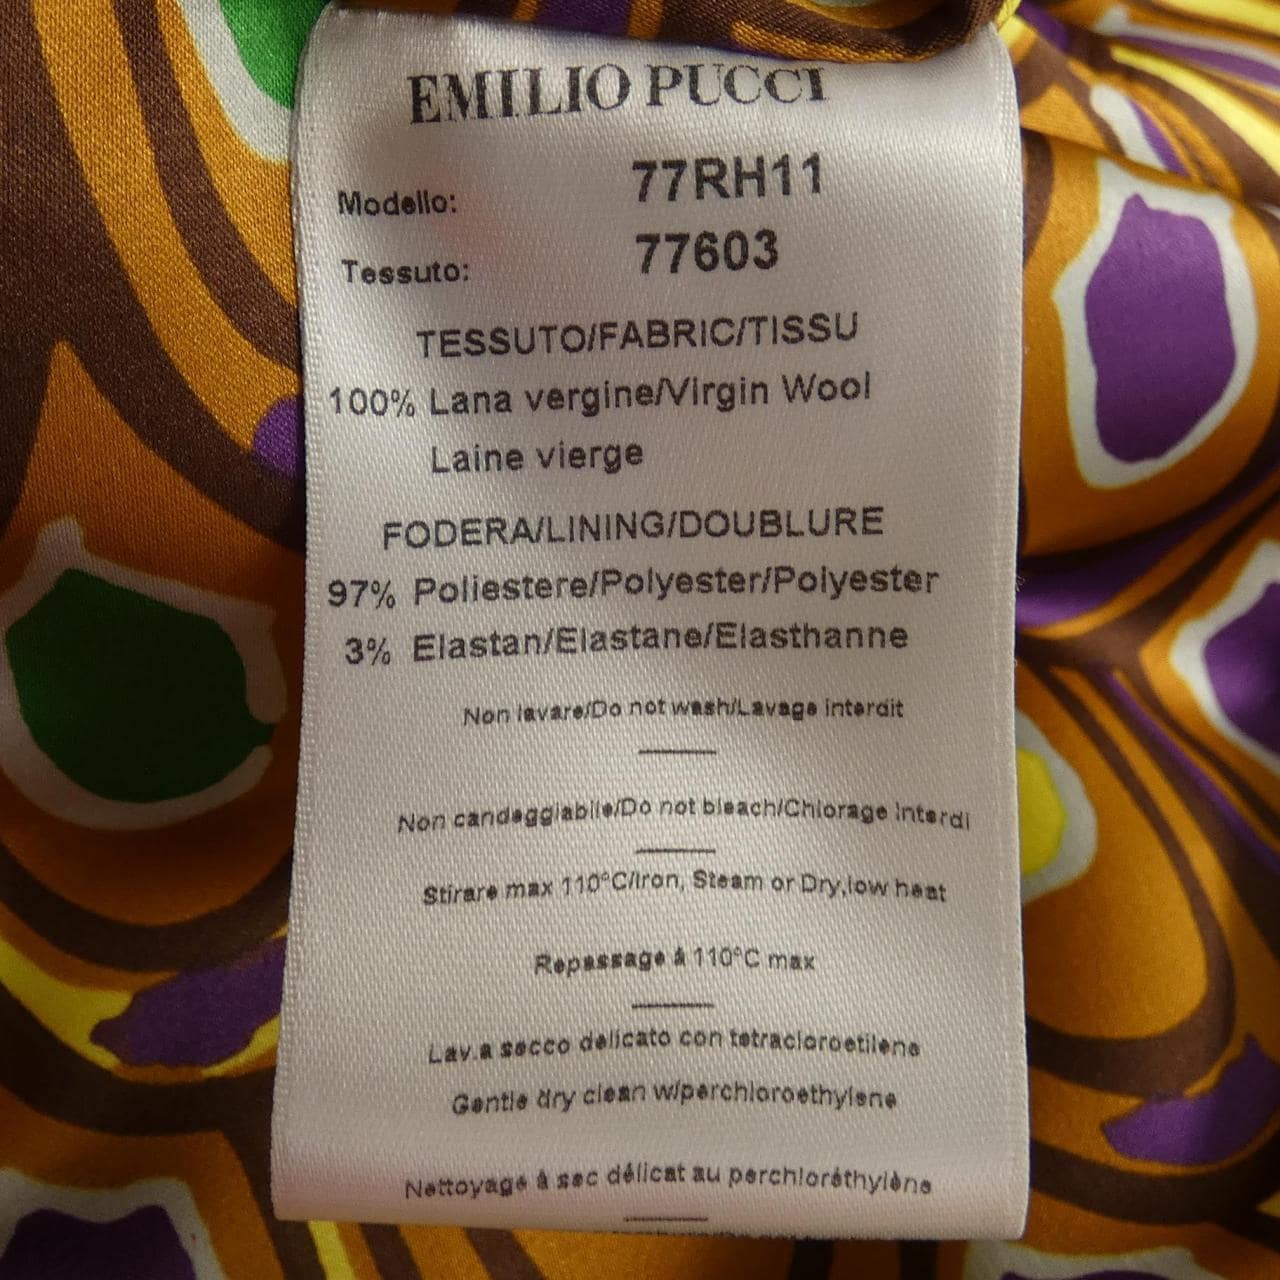 EMILIO PUCCI
Modello: 77RH11
Tessuto: 77603
TESSUTO/FABRIC/TISSU
100% Lana vergine/Virgin Wool
Laine vierge
FODERA/LINING/DOUBLURE
97% Poliestere/Polyester/Polyester
3% Elastan/Elastane/Elasthanne
Non lavare/Do not wash/Lavage interdit
Non candeggiabile/Do not bleach/Chlorage interdi
Stirare max 110°C/Iron, Steam or Dry,low heat
Repassage á 110°C max
Lav.a secco delicato con tetracloroetilene
Gentle dry clean w/perchloroethylene
Nettoyage à sec délicat au perchloréthylène